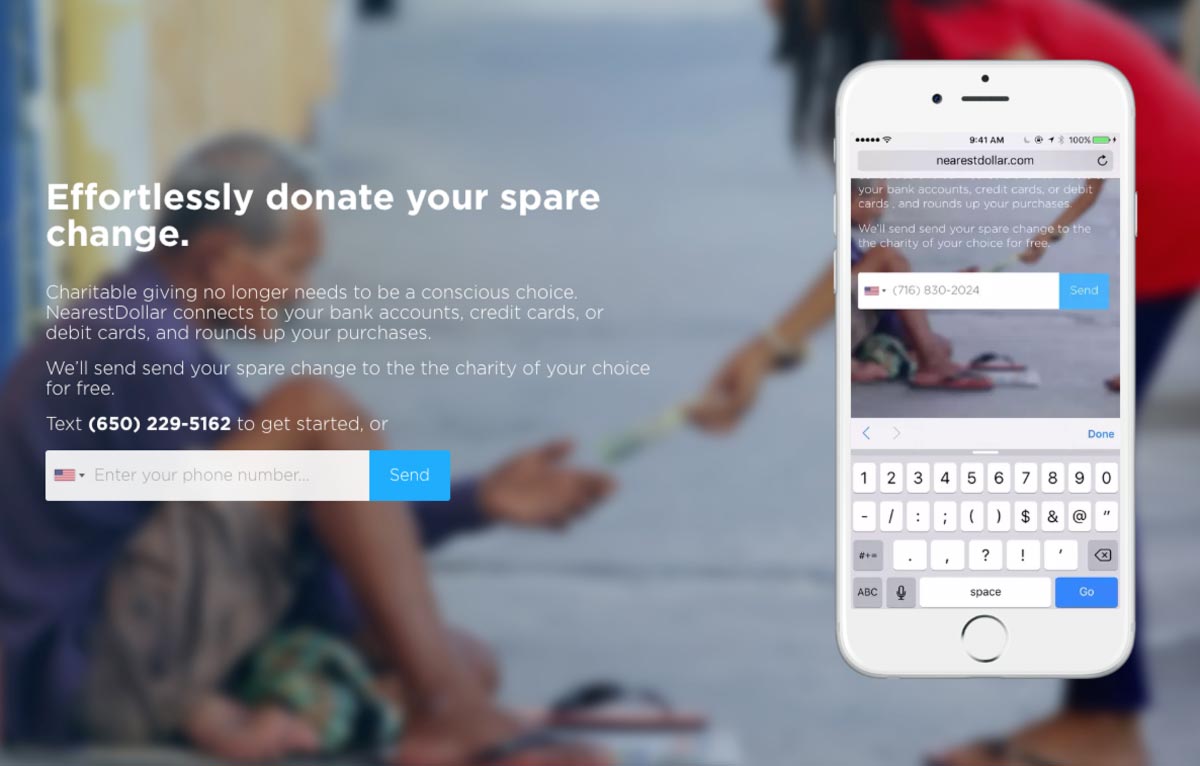 Effortlessly donate your spare
change.
Charitable giving no longer needs to be a conscious choice.
NearestDollar connects to your bank accounts, credit cards, or
debit cards, and rounds up your purchases.
We'll send send your spare change to the the charity of your choice
for free.
Text (650) 229-5162 to get started, or
Enter your phone number...
Send
9:41 AM
100%
nearestdollar.com
your bank accounts, credit cards, or debit
cards , and rounds up your purchases.
We'll send send your spare change to the
the charity of your choice for free.
(716) 830-2024
Send
Done
1 2 3 4 5 6 7 8 9 0
- / : ; ( ) $ & @ "
#+= . , ? ! '
ABC space Go